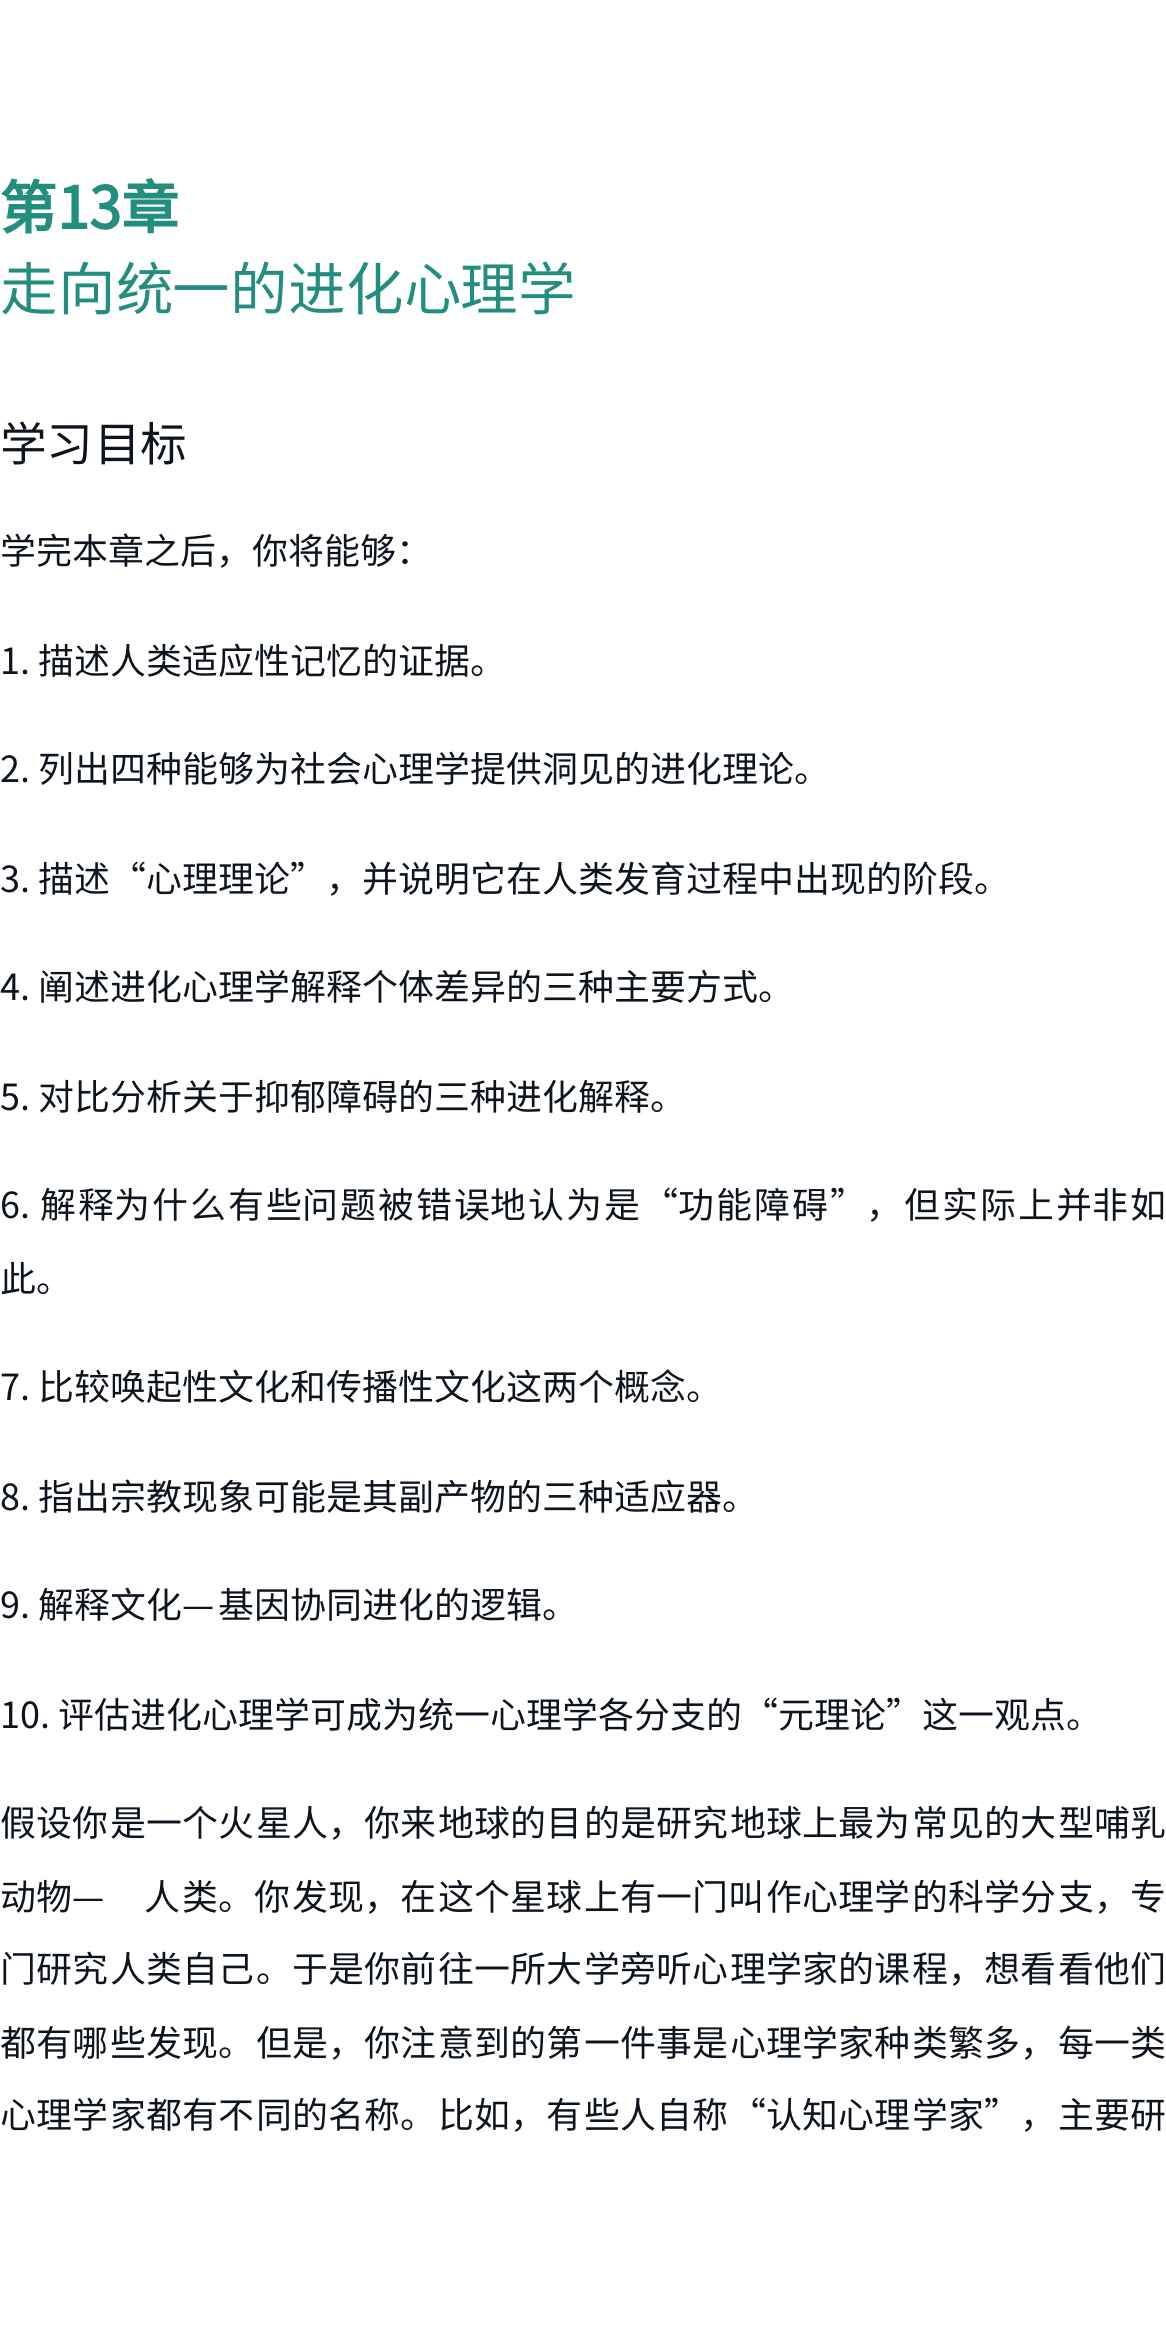 第13章
走向统一的进化心理学
学习目标
学完本章之后，你将能够：
1. 描述人类适应性记忆的证据。
2. 列出四种能够为社会心理学提供洞见的进化理论。
3. 描述“心理理论”，并说明它在人类发育过程中出现的阶段。
4. 阐述进化心理学解释个体差异的三种主要方式。
5. 对比分析关于抑郁障碍的三种进化解释。
6. 解释为什么有些问题被错误地认为是“功能障碍”，但实际上并非如
此。
7. 比较唤起性文化和传播性文化这两个概念。
8. 指出宗教现象可能是其副产物的三种适应器。
9. 解释文化—基因协同进化的逻辑。
10. 评估进化心理学可成为统一心理学各分支的“元理论”这一观点。
假设你是一个火星人，你来地球的目的是研究地球上最为常见的大型哺乳
动物— 人类。你发现，在这个星球上有一门叫作心理学的科学分支，专
门研究人类自己。于是你前往一所大学旁听心理学家的课程，想看看他们
都有哪些发现。但是，你注意到的第一件事是心理学家种类繁多，每一类
心理学家都有不同的名称。比如，有些人自称“认知心理学家”，主要研